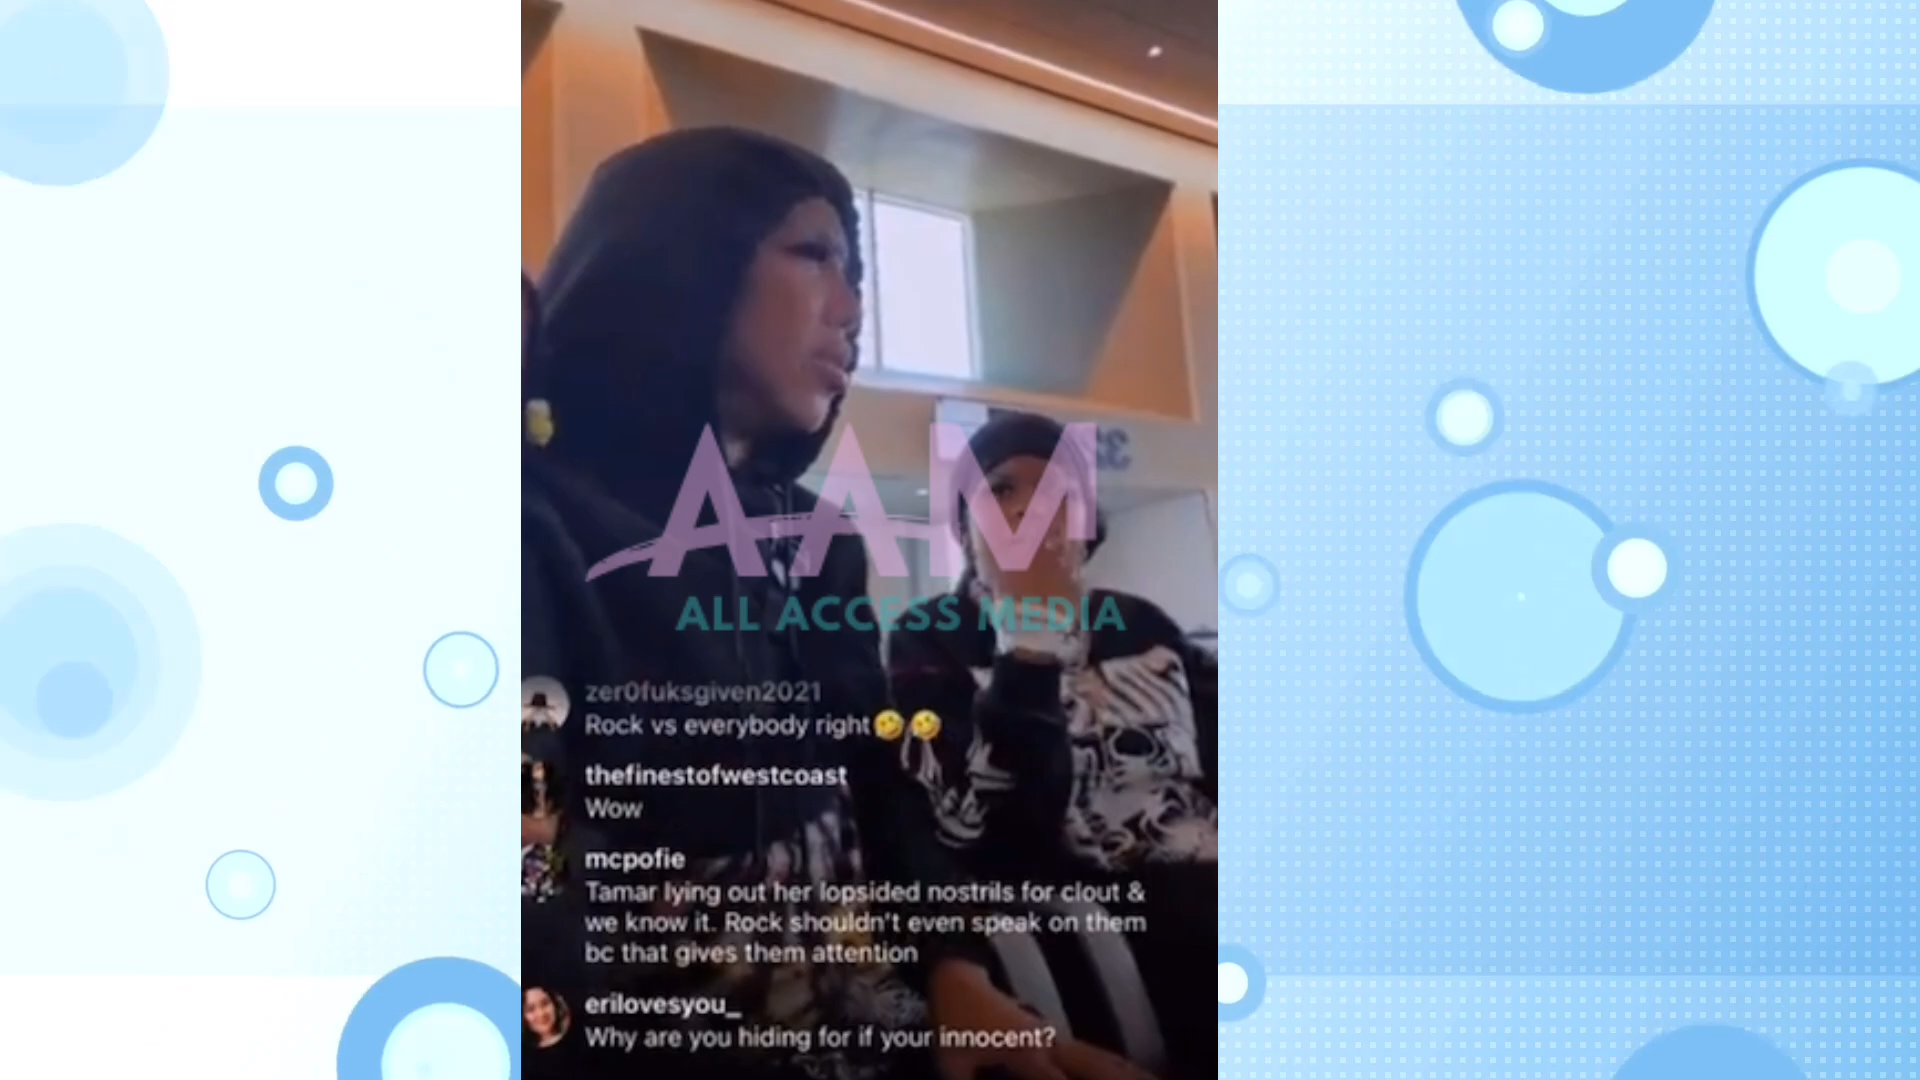 33
AAM
ALL ACCESS MEDIA
zer0fuksgiven2021
Rock vs everybody right🤣🤣
thefinestofwestcoast
Wow
mcpofie
Tamar lying out her lopsided nostrils for clout &
we know it. Rock shouldn't even speak on them
bc that gives them attention
erilovesyou_
Why are you hiding for if your innocent?